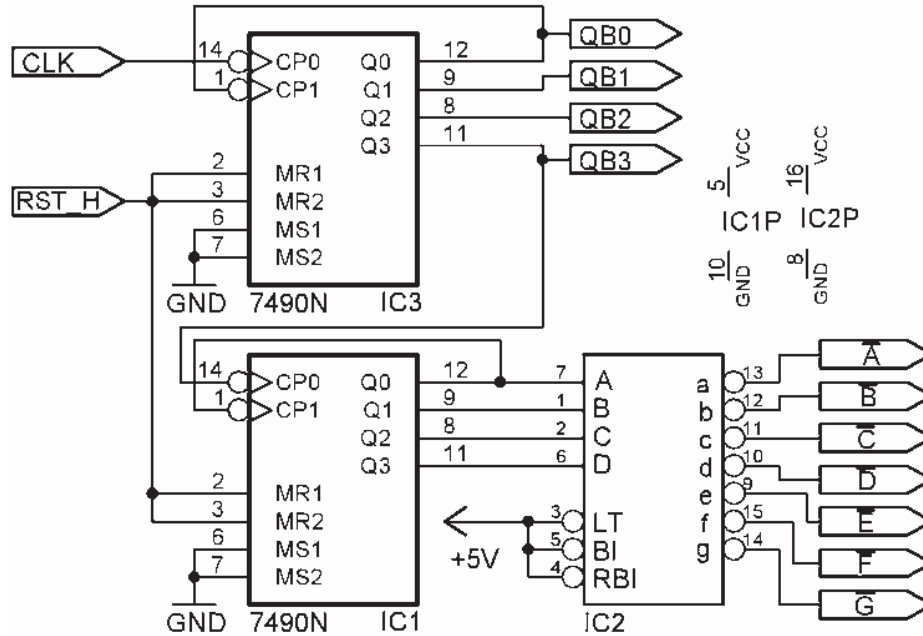 CLK
14
1
CP0
CP1
Q0
Q1
Q2
Q3
12
9
8
11
QB0
QB1
QB2
QB3
RST_H
2
3
6
7
MR1
MR2
MS1
MS2
GND
7490N
IC3
5
VCC
16
VCC
IC1P
IC2P
10
GND
8
GND
14
1
CP0
CP1
Q0
Q1
Q2
Q3
12
9
8
11
7
1
2
6
A
B
C
D
a
b
c
d
e
f
g
13
12
11
10
9
15
14
A̅
B̅
C̅
D̅
E̅
F̅
G̅
2
3
6
7
MR1
MR2
MS1
MS2
+5V
3
5
4
LT
BI
RBI
GND
7490N
IC1
IC2